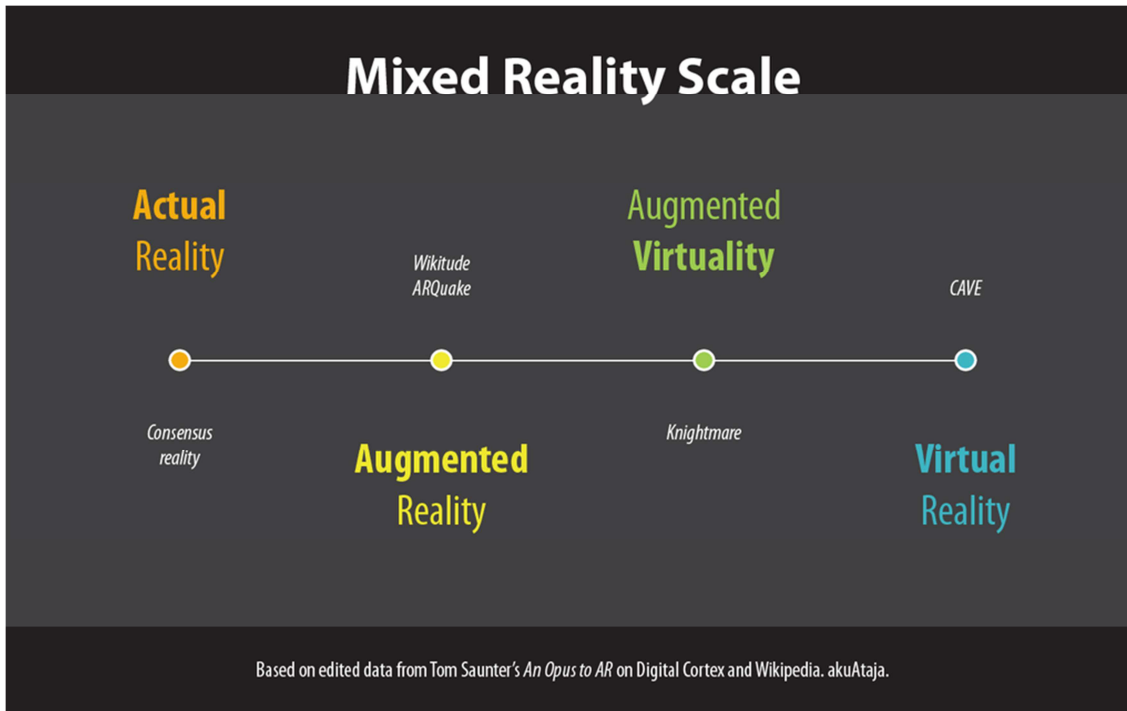 Mixed Reality Scale
Actual
Reality
Wikitude
ARQuake
Augmented
Virtuality
CAVE
Consensus
reality
Augmented
Reality
Knightmare
Virtual
Reality
Based on edited data from Tom Saunter's An Opus to AR on Digital Cortex and Wikipedia. akuAtaja.